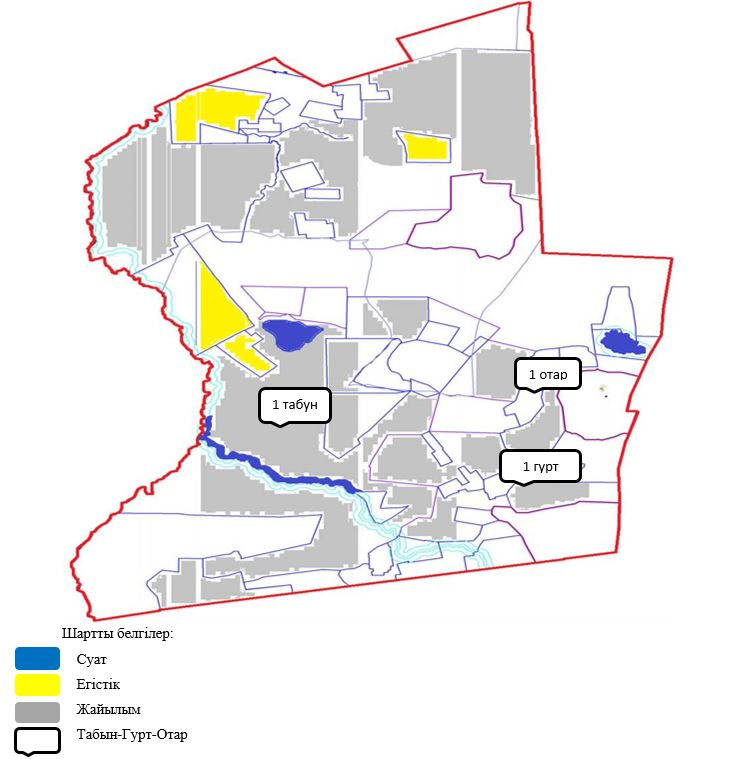 1 отар
1 табун
1 гурт
Шартты белгілер:
Суат
Егістік
Жайылым
Табын-Гурт-Отар